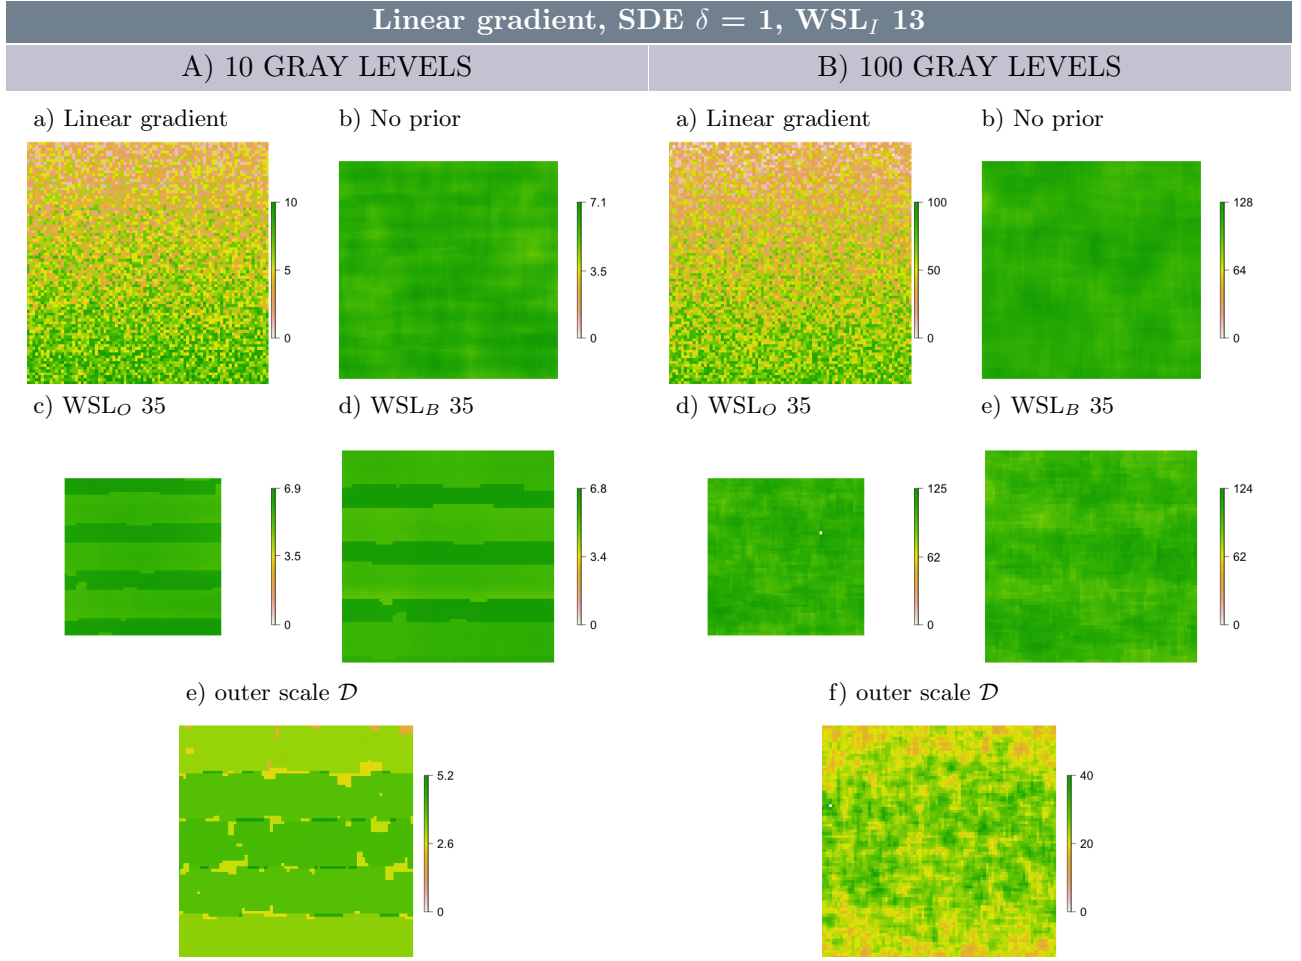 Linear gradient, SDE δ = 1, WSL_I 13
A) 10 GRAY LEVELS
B) 100 GRAY LEVELS
a) Linear gradient
b) No prior
a) Linear gradient
b) No prior
10
5
0
7.1
3.5
0
100
50
0
128
64
0
c) WSL_O 35
d) WSL_B 35
d) WSL_O 35
e) WSL_B 35
6.9
3.5
0
6.8
3.4
0
125
62
0
124
62
0
e) outer scale 𝒟
f) outer scale 𝒟
5.2
2.6
0
40
20
0